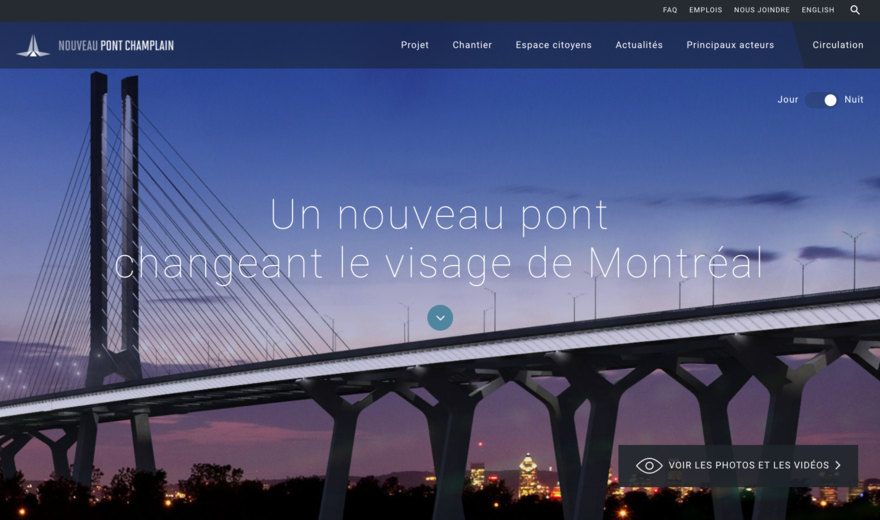 FAQ EMPLOIS NOUS JOINDRE ENGLISH
NOUVEAU PONT CHAMPLAIN
Projet Chantier Espace citoyens Actualités Principaux acteurs Circulation
Jour Nuit
Un nouveau pont
changeant le visage de Montréal
VOIR LES PHOTOS ET LES VIDÉOS